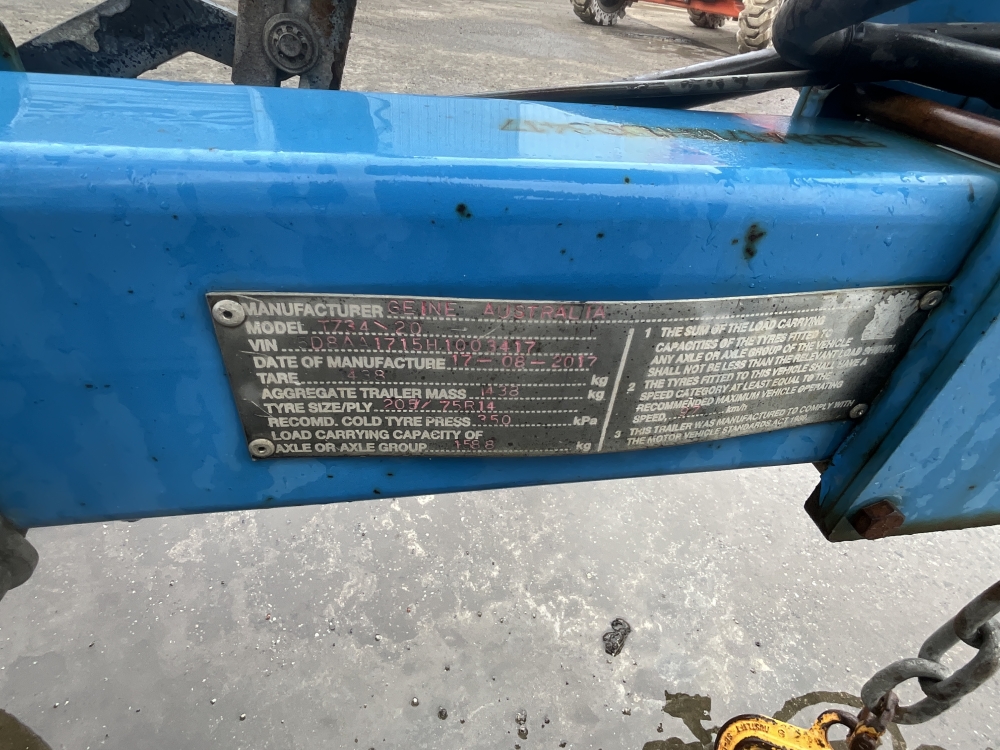 MANUFACTURER GEINE AUSTRALIA
MODEL TZ34\20
VIN
DATE OF MANUFACTURE 17-08-2017
TARE kg
AGGREGATE TRAILER MASS kg
TYRE SIZE/PLY
RECOMD. COLD TYRE PRESS. 350 kPa
LOAD CARRYING CAPACITY OF
AXLE OR AXLE GROUP 1558 kg
1 THE SUM OF THE LOAD CARRYING
CAPACITIES OF THE TYRES FITTED TO
ANY AXLE OR AXLE GROUP OF THE VEHICLE
SHALL NOT BE LESS THAN THE RELEVANT LOAD SHOWN.
2 THE TYRES FITTED TO THIS VEHICLE SHALL HAVE A
SPEED CATEGORY AT LEAST EQUAL TO THE
RECOMMENDED MAXIMUM VEHICLE OPERATING
SPEED km/h
3 THIS TRAILER WAS MANUFACTURED TO COMPLY WITH
THE MOTOR VEHICLE STANDARDS ACT 1989.